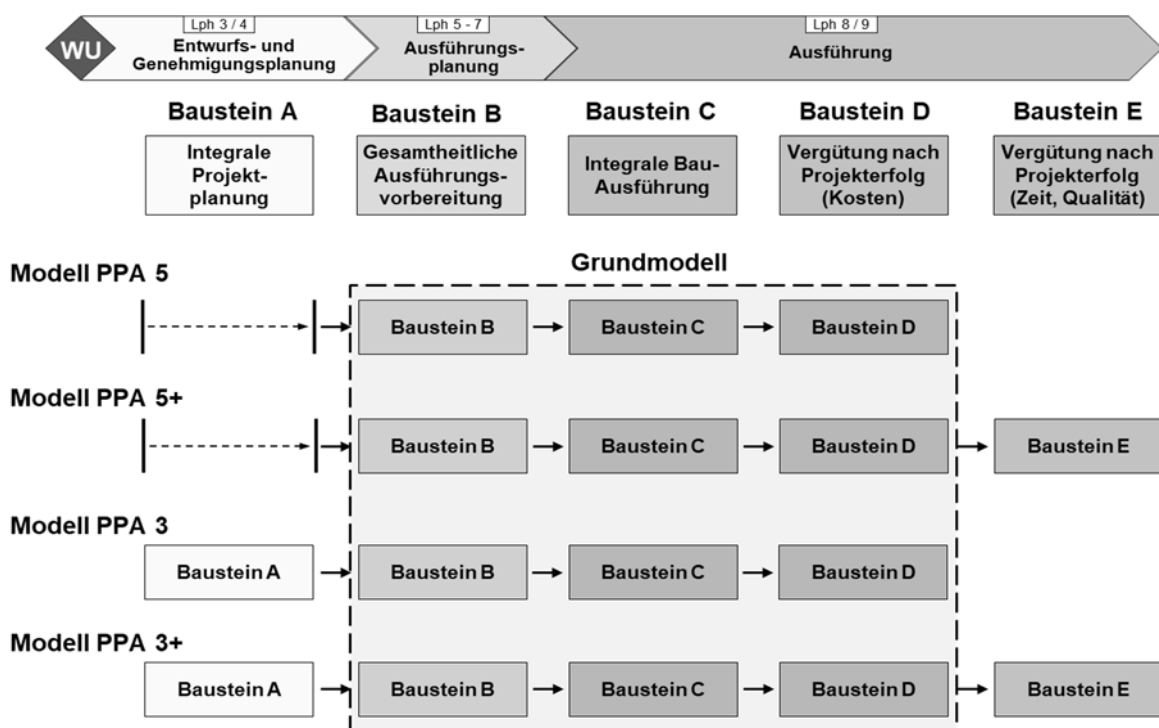 WU
Lph 3 / 4
Entwurfs- und
Genehmigungsplanung
Lph 5 - 7
Ausführungs-
planung
Lph 8 / 9
Ausführung
Baustein A
Baustein B
Baustein C
Baustein D
Baustein E
Integrale
Projekt-
planung
Gesamtheitliche
Ausführungs-
vorbereitung
Integrale Bau-
Ausführung
Vergütung nach
Projekterfolg
(Kosten)
Vergütung nach
Projekterfolg
(Zeit, Qualität)
Grundmodell
Modell PPA 5
Baustein B
Baustein C
Baustein D
Modell PPA 5+
Baustein B
Baustein C
Baustein D
Baustein E
Modell PPA 3
Baustein A
Baustein B
Baustein C
Baustein D
Modell PPA 3+
Baustein A
Baustein B
Baustein C
Baustein D
Baustein E